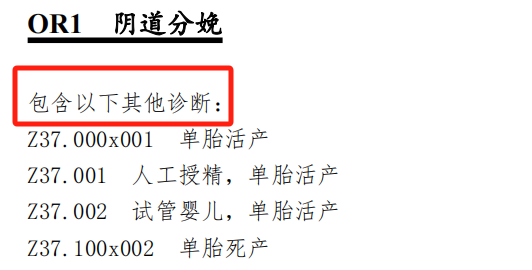 OR1 阴道分娩
包含以下其他诊断：
Z37.000x001 单胎活产
Z37.001 人工授精，单胎活产
Z37.002 试管婴儿，单胎活产
Z37.100x002 单胎死产